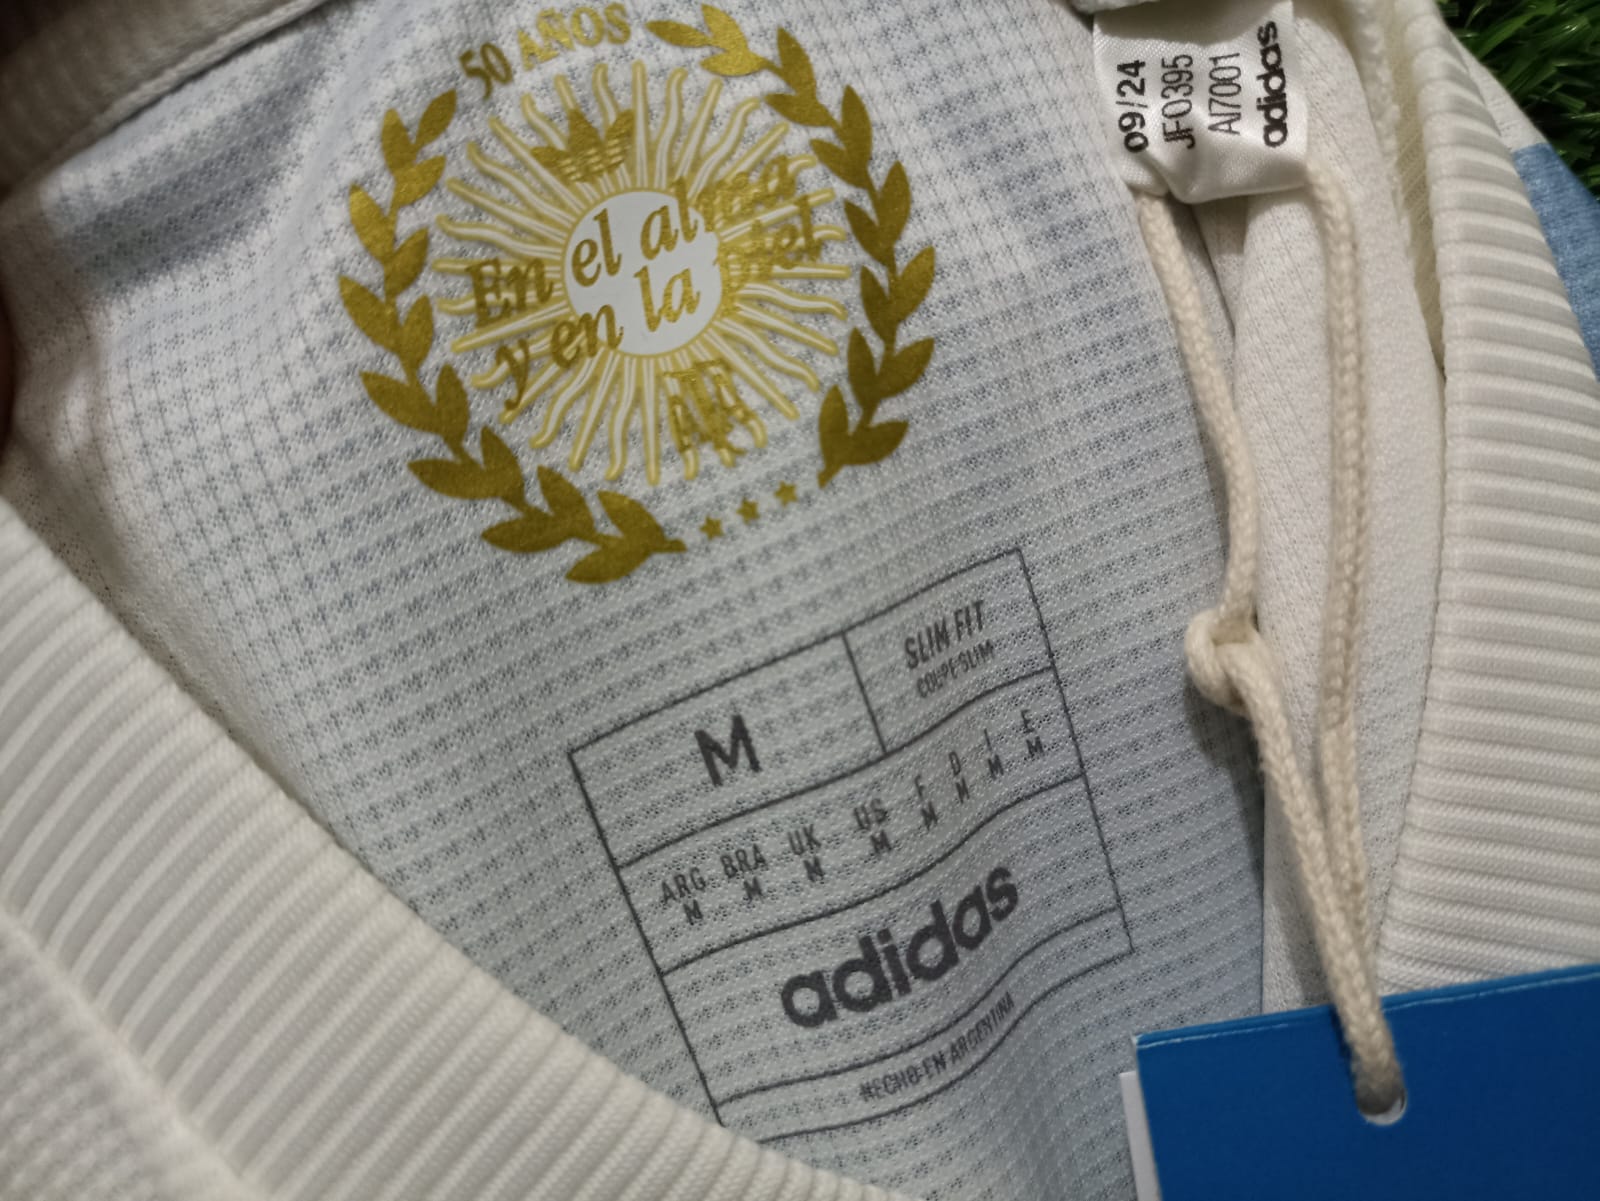 50 AÑOS
En el alma
y en la piel
AFA
09/24
JF0395
AI7001
adidas
M
SLIM FIT
COUPE SLIM
ARG BRA UK US F D I E
M M M M M M M M
adidas
HECHO EN ARGENTINA